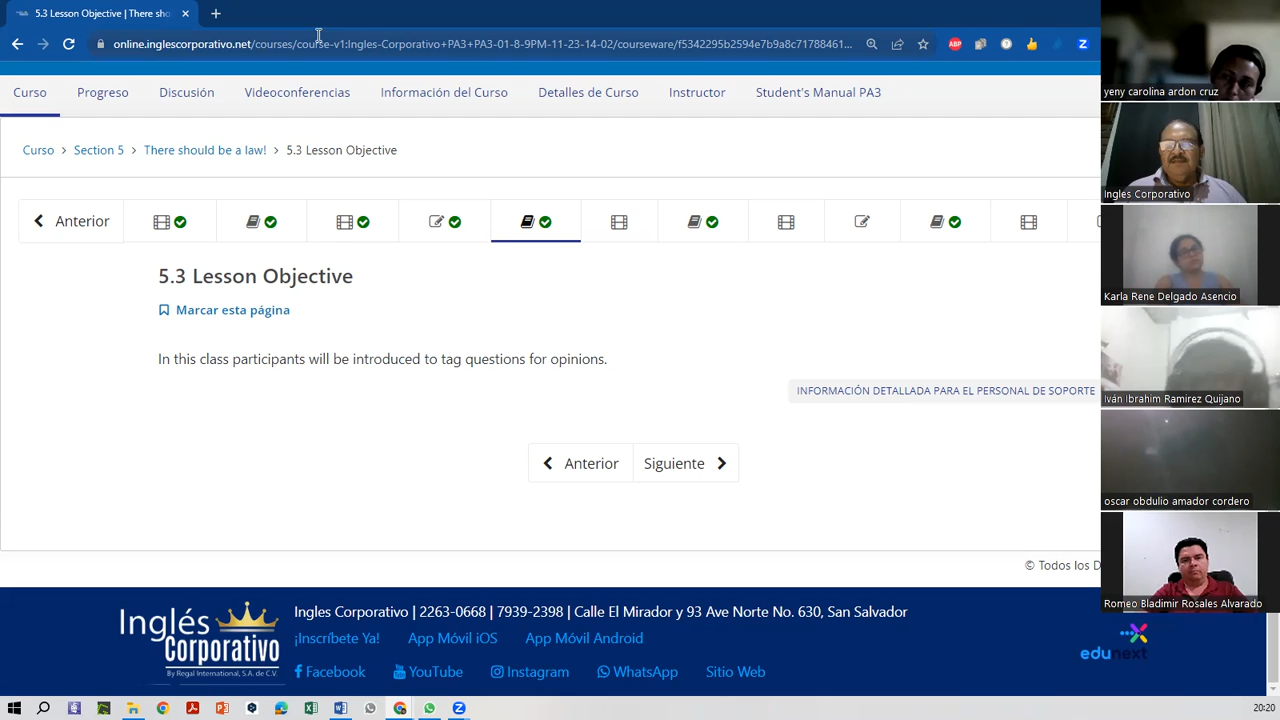 5.3 Lesson Objective | There sho
online.inglescorporativo.net/courses/course-v1:Ingles-Corporativo+PA3+PA3-01-8-9PM-11-23-14-02/courseware/f5342295b2594e7b9a8c71788461...
ABP
Curso Progreso Discusión Videoconferencias Información del Curso Detalles de Curso Instructor Student's Manual PA3
Curso > Section 5 > There should be a law! > 5.3 Lesson Objective
Anterior
5.3 Lesson Objective
Marcar esta página
In this class participants will be introduced to tag questions for opinions.
INFORMACIÓN DETALLADA PARA EL PERSONAL DE SOPORTE
Anterior Siguiente
© Todos los D
Inglés Corporativo
By Regal International, S.A. de C.V.
Ingles Corporativo | 2263-0668 | 7939-2398 | Calle El Mirador y 93 Ave Norte No. 630, San Salvador
¡Inscríbete Ya! App Móvil iOS App Móvil Android
Facebook YouTube Instagram WhatsApp Sitio Web
edunext
20:20
yeny carolina ardon cruz
Ingles Corporativo
Karla Rene Delgado Asencio
Iván Ibrahim Ramírez Quijano
oscar obdulio amador cordero
Romeo Bladimir Rosales Alvarado